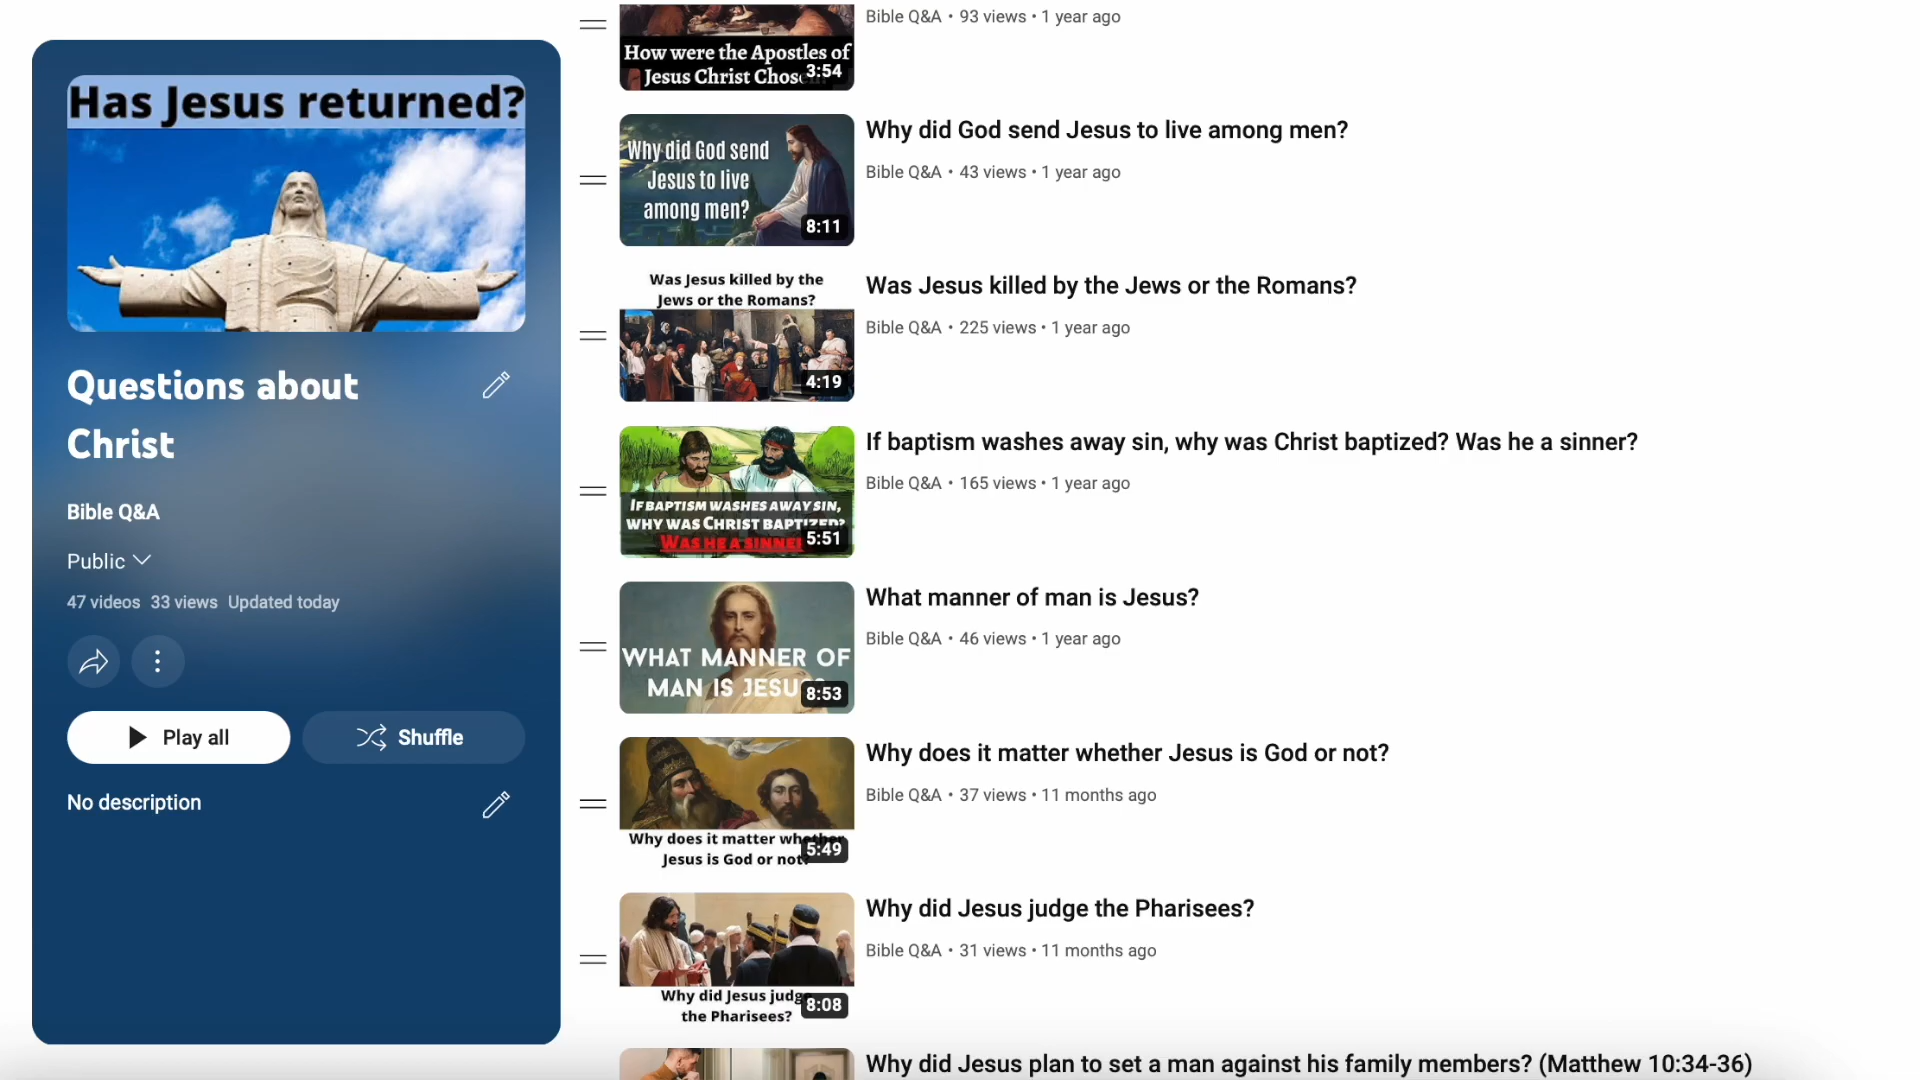 Has Jesus returned?
Questions about
Christ
Bible Q&A
Public
47 videos 33 views Updated today
Play all
Shuffle
No description
How were the Apostles of
Jesus Christ
3:54
Bible Q&A • 93 views • 1 year ago
Why did God send
Jesus to live
among men?
8:11
Why did God send Jesus to live among men?
Bible Q&A • 43 views • 1 year ago
Was Jesus killed by the
Jews or the Romans?
4:19
Was Jesus killed by the Jews or the Romans?
Bible Q&A • 225 views • 1 year ago
If baptism washes away sin,
why was Christ baptized?
Was he a sinner
5:51
If baptism washes away sin, why was Christ baptized? Was he a sinner?
Bible Q&A • 165 views • 1 year ago
What manner of
man is Jesus?
8:53
What manner of man is Jesus?
Bible Q&A • 46 views • 1 year ago
Why does it matter whether
Jesus is God or not?
5:49
Why does it matter whether Jesus is God or not?
Bible Q&A • 37 views • 11 months ago
Why did Jesus judge
the Pharisees?
8:08
Why did Jesus judge the Pharisees?
Bible Q&A • 31 views • 11 months ago
Why did Jesus plan to set a man against his family members? (Matthew 10:34-36)